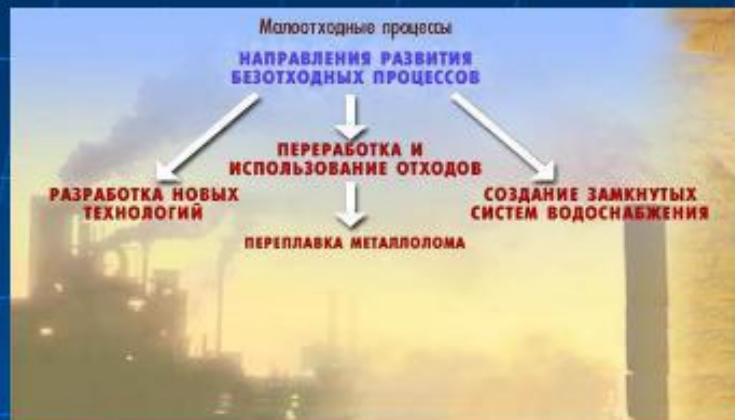 Малоотходные процессы
НАПРАВЛЕНИЯ РАЗВИТИЯ
БЕЗОТХОДНЫХ ПРОЦЕССОВ
ПЕРЕРАБОТКА И
ИСПОЛЬЗОВАНИЕ ОТХОДОВ
РАЗРАБОТКА НОВЫХ
ТЕХНОЛОГИЙ
СОЗДАНИЕ ЗАМКНУТЫХ
СИСТЕМ ВОДОСНАБЖЕНИЯ
ПЕРЕПЛАВКА МЕТАЛЛОЛОМА